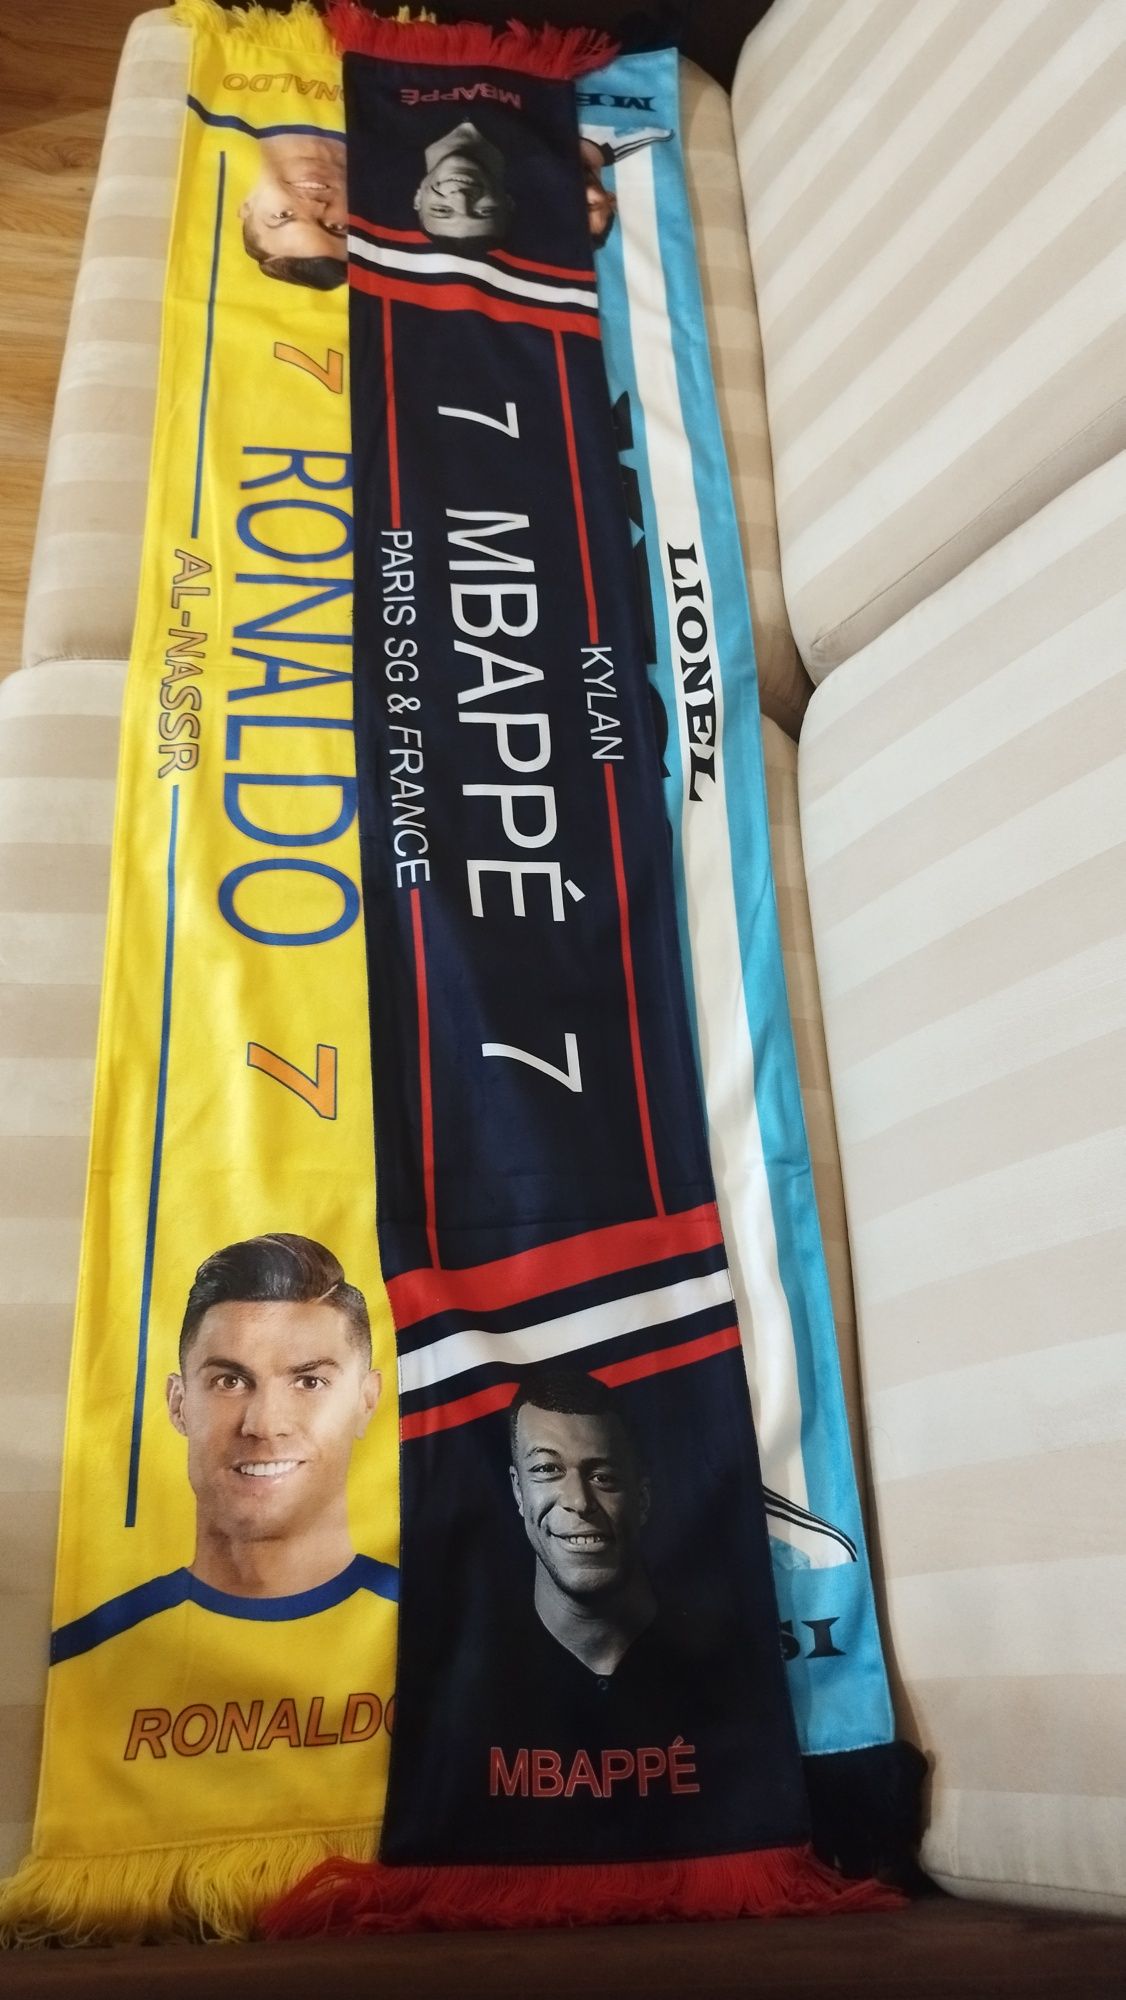 RONALDO
7 RONALDO 7
AL-NASSR
RONALDO
MBAPPÉ
KYLAN
7 MBAPPÉ 7
PARIS SG & FRANCE
MBAPPÉ
LIONEL